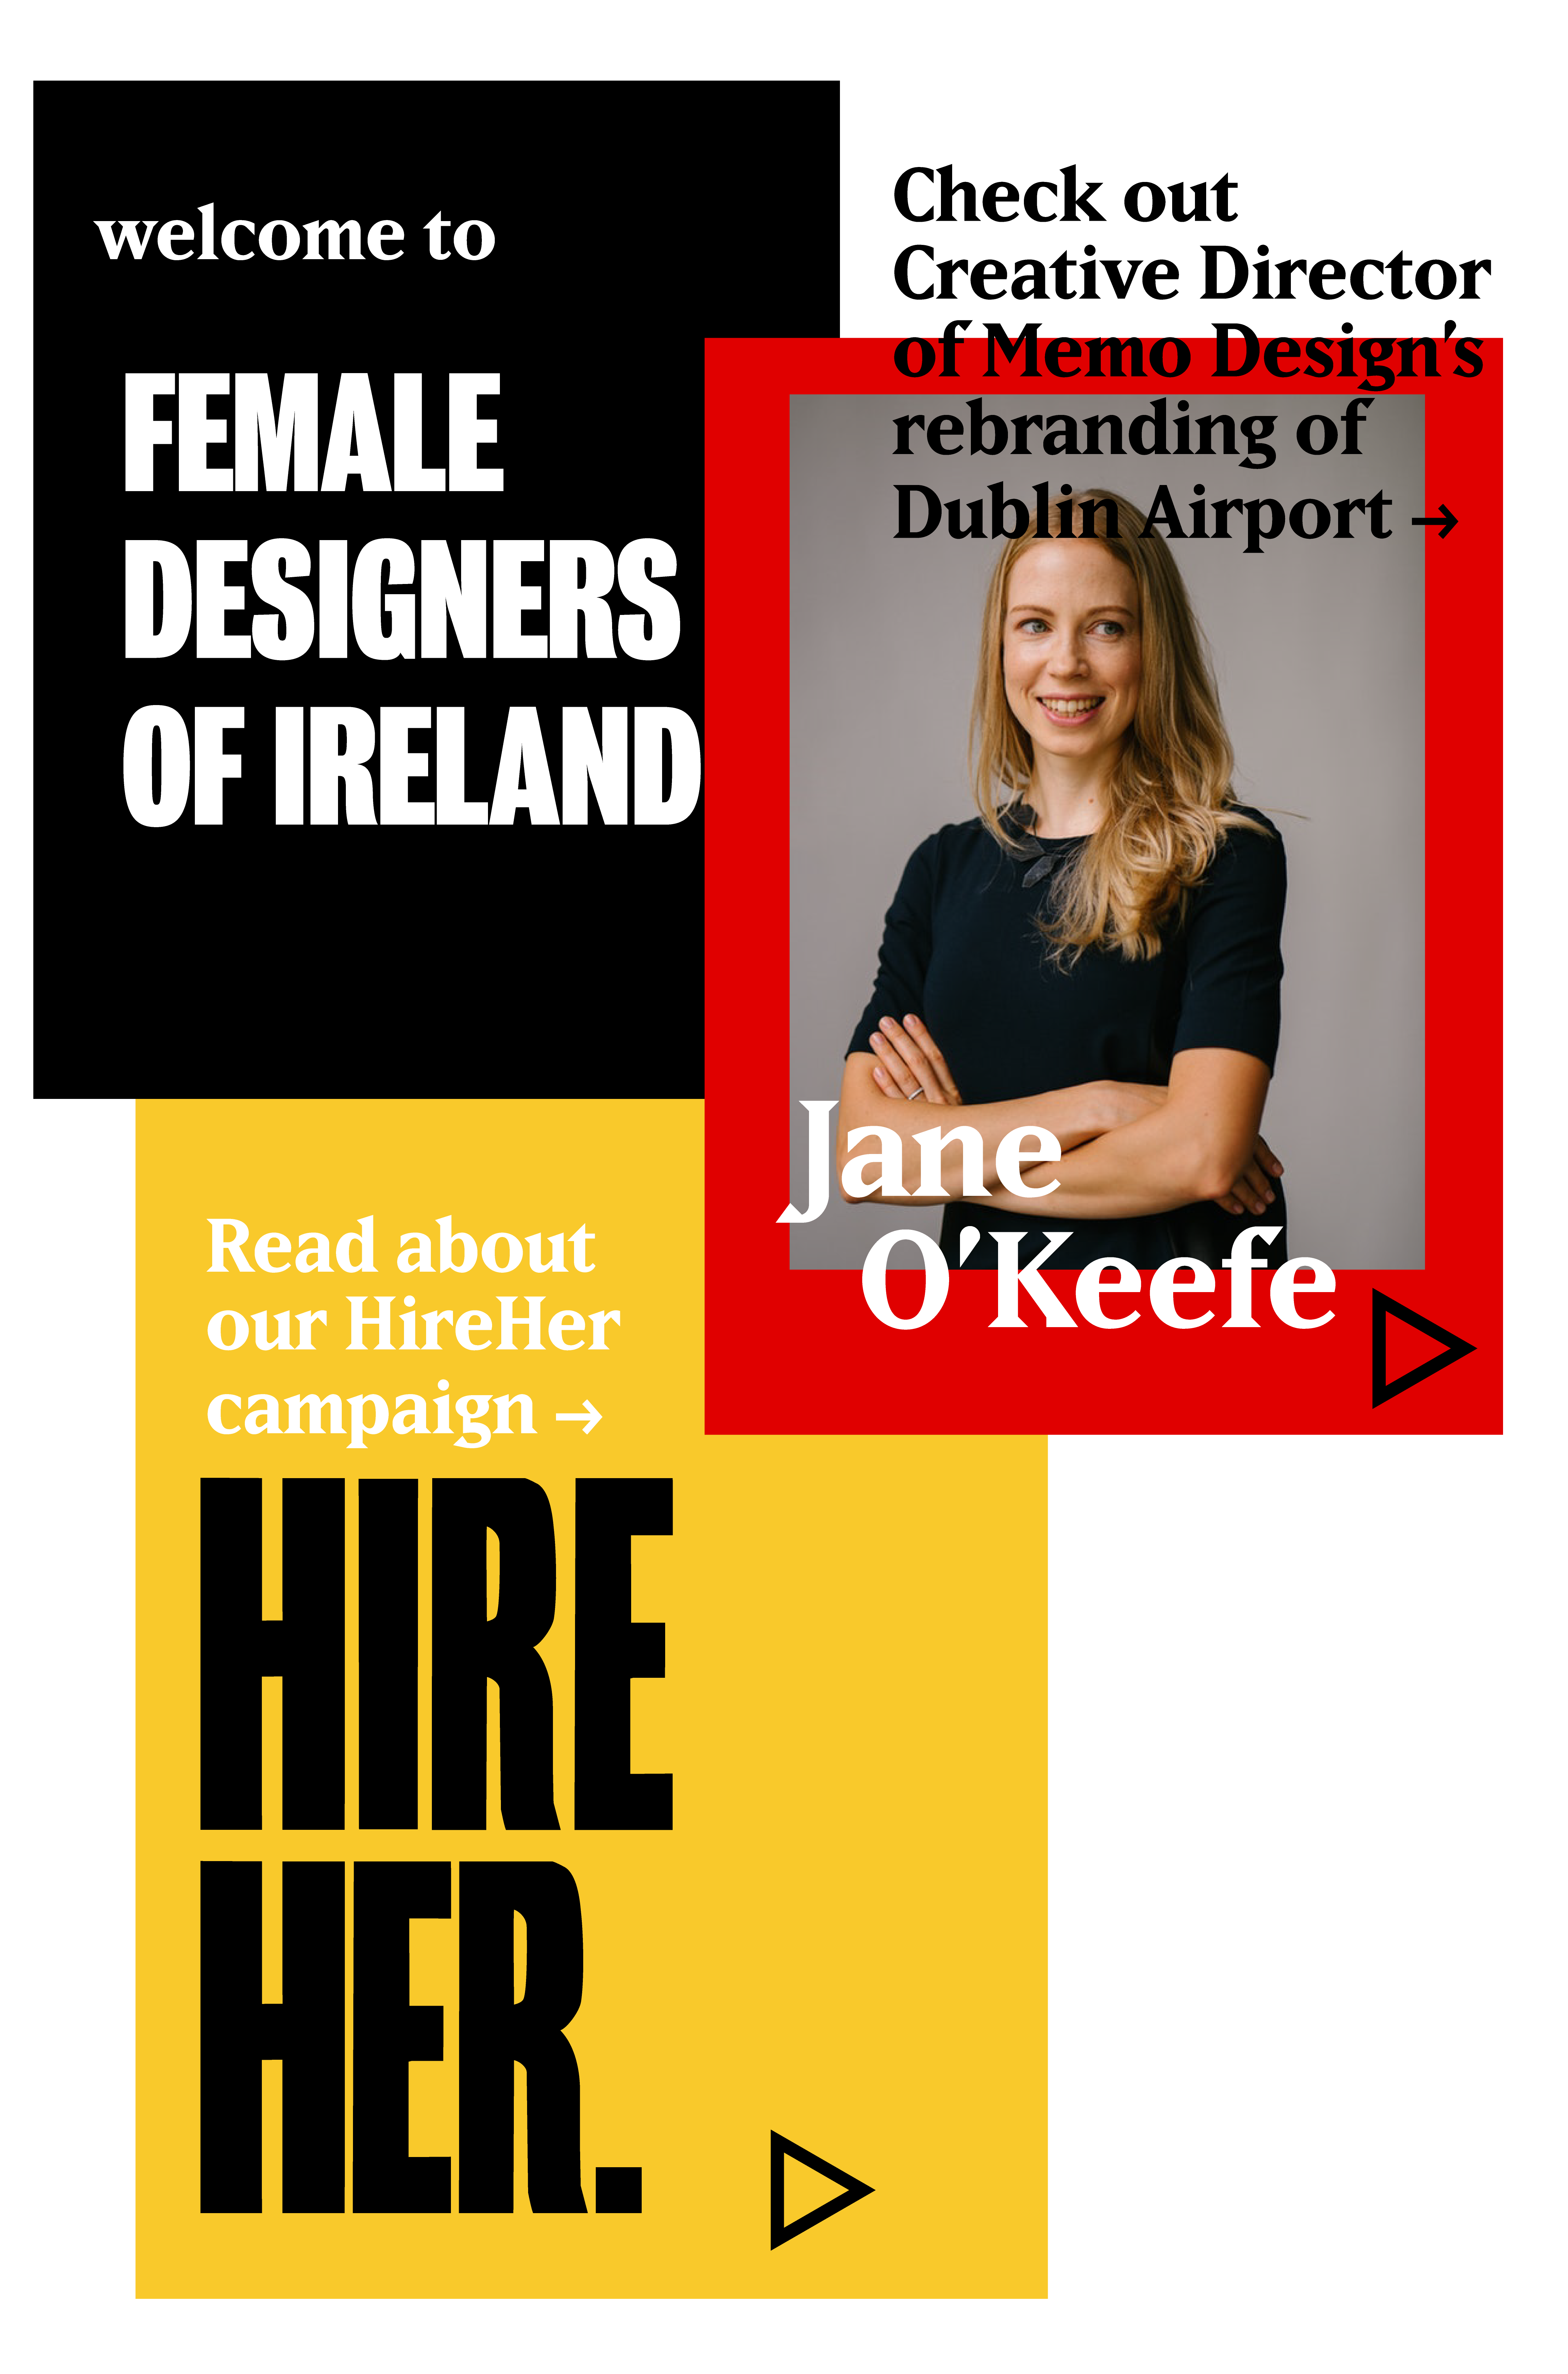 welcome to
FEMALE
DESIGNERS
OF IRELAND
Check out
Creative Director
of Memo Design's
rebranding of
Dublin Airport →
Jane
O'Keefe
Read about
our HireHer
campaign →
HIRE
HER.